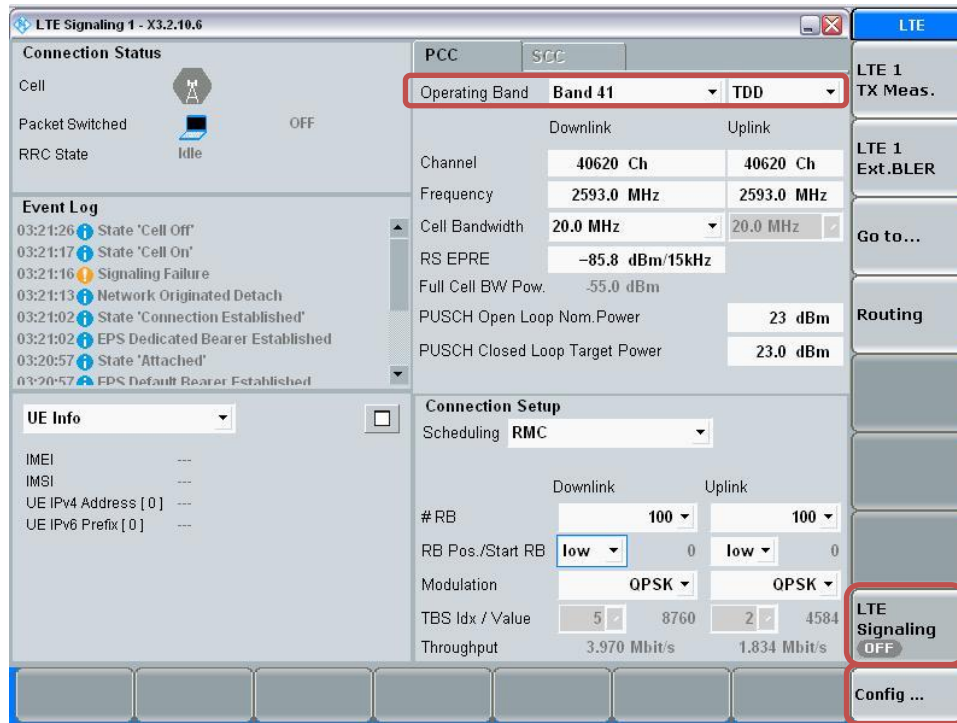 LTE Signaling 1 - X3.2.10.6
LTE
Connection Status
Cell
Packet Switched OFF
RRC State Idle
Event Log
03:21:26 State 'Cell Off'
03:21:17 State 'Cell On'
03:21:16 Signaling Failure
03:21:13 Network Originated Detach
03:21:02 State 'Connection Established'
03:21:02 EPS Dedicated Bearer Established
03:20:57 State 'Attached'
03:20:57 EPS Default Bearer Established
UE Info
IMEI ---
IMSI ---
UE IPv4 Address [ 0 ] ---
UE IPv6 Prefix [ 0 ] ---
PCC SCC
Operating Band Band 41 TDD
Downlink Uplink
Channel 40620 Ch 40620 Ch
Frequency 2593.0 MHz 2593.0 MHz
Cell Bandwidth 20.0 MHz 20.0 MHz
RS EPRE −85.8 dBm/15kHz
Full Cell BW Pow. -55.0 dBm
PUSCH Open Loop Nom.Power 23 dBm
PUSCH Closed Loop Target Power 23.0 dBm
Connection Setup
Scheduling RMC
Downlink Uplink
# RB 100 100
RB Pos./Start RB low 0 low 0
Modulation QPSK QPSK
TBS Idx / Value 5 8760 2 4584
Throughput 3.970 Mbit/s 1.834 Mbit/s
LTE 1
TX Meas.
LTE 1
Ext.BLER
Go to...
Routing
LTE
Signaling
OFF
Config ...